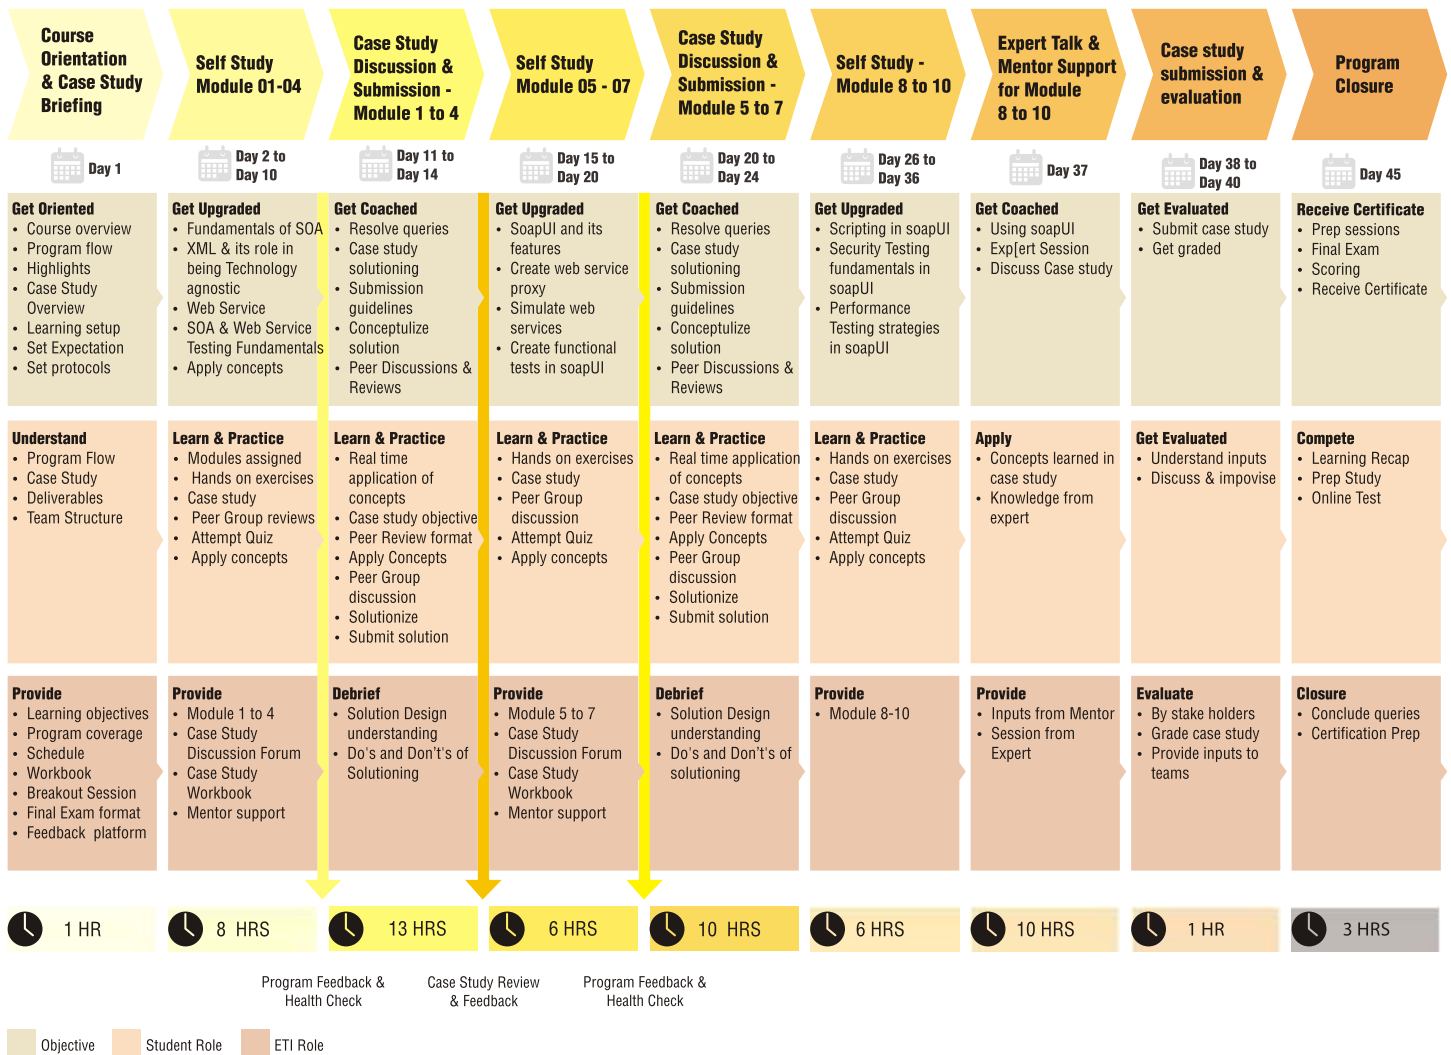 Course
Orientation
& Case Study
Briefing
Self Study
Module 01-04
Case Study
Discussion &
Submission -
Module 1 to 4
Self Study
Module 05 - 07
Case Study
Discussion &
Submission -
Module 5 to 7
Self Study -
Module 8 to 10
Expert Talk &
Mentor Support
for Module
8 to 10
Case study
submission &
evaluation
Program
Closure
Day 1
Day 2 to
Day 10
Day 11 to
Day 14
Day 15 to
Day 20
Day 20 to
Day 24
Day 26 to
Day 36
Day 37
Day 38 to
Day 40
Day 45
Get Oriented
• Course overview
• Program flow
• Highlights
• Case Study
Overview
• Learning setup
• Set Expectation
• Set protocols
Get Upgraded
• Fundamentals of SOA
• XML & its role in
being Technology
agnostic
• Web Service
• SOA & Web Service
Testing Fundamentals
• Apply concepts
Get Coached
• Resolve queries
• Case study
solutioning
• Submission
guidelines
• Conceptulize
solution
• Peer Discussions &
Reviews
Get Upgraded
• SoapUI and its
features
• Create web service
proxy
• Simulate web
services
• Create functional
tests in soapUI
Get Coached
• Resolve queries
• Case study
solutioning
• Submission
guidelines
• Conceptulize
solution
• Peer Discussions &
Reviews
Get Upgraded
• Scripting in soapUI
• Security Testing
fundamentals in
soapUI
• Performance
Testing strategies
in soapUI
Get Coached
• Using soapUI
• Exp[ert Session
• Discuss Case study
Get Evaluated
• Submit case study
• Get graded
Receive Certificate
• Prep sessions
• Final Exam
• Scoring
• Receive Certificate
Understand
• Program Flow
• Case Study
• Deliverables
• Team Structure
Learn & Practice
• Modules assigned
• Hands on exercises
• Case study
• Peer Group reviews
• Attempt Quiz
• Apply concepts
Learn & Practice
• Real time
application of
concepts
• Case study objective
• Peer Review format
• Apply Concepts
• Peer Group
discussion
• Solutionize
• Submit solution
Learn & Practice
• Hands on exercises
• Case study
• Peer Group
discussion
• Attempt Quiz
• Apply concepts
Learn & Practice
• Real time application
of concepts
• Case study objective
• Peer Review format
• Apply Concepts
• Peer Group
discussion
• Solutionize
• Submit solution
Learn & Practice
• Hands on exercises
• Case study
• Peer Group
discussion
• Attempt Quiz
• Apply concepts
Apply
• Concepts learned in
case study
• Knowledge from
expert
Get Evaluated
• Understand inputs
• Discuss & impovise
Compete
• Learning Recap
• Prep Study
• Online Test
Provide
• Learning objectives
• Program coverage
• Schedule
• Workbook
• Breakout Session
• Final Exam format
• Feedback platform
Provide
• Module 1 to 4
• Case Study
Discussion Forum
• Case Study
Workbook
• Mentor support
Debrief
• Solution Design
understanding
• Do's and Don't's of
Solutioning
Provide
• Module 5 to 7
• Case Study
Discussion Forum
• Case Study
Workbook
• Mentor support
Debrief
• Solution Design
understanding
• Do's and Don't's of
solutioning
Provide
• Module 8-10
Provide
• Inputs from Mentor
• Session from
Expert
Evaluate
• By stake holders
• Grade case study
• Provide inputs to
teams
Closure
• Conclude queries
• Certification Prep
1 HR
8 HRS
13 HRS
6 HRS
10 HRS
6 HRS
10 HRS
1 HR
3 HRS
Program Feedback &
Health Check
Case Study Review
& Feedback
Program Feedback &
Health Check
Objective
Student Role
ETI Role